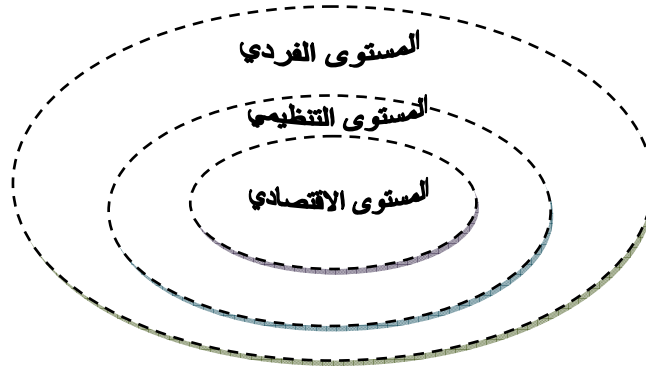 المستوى الفردي
المستوى التنظيمي
المستوى الاقتصادي